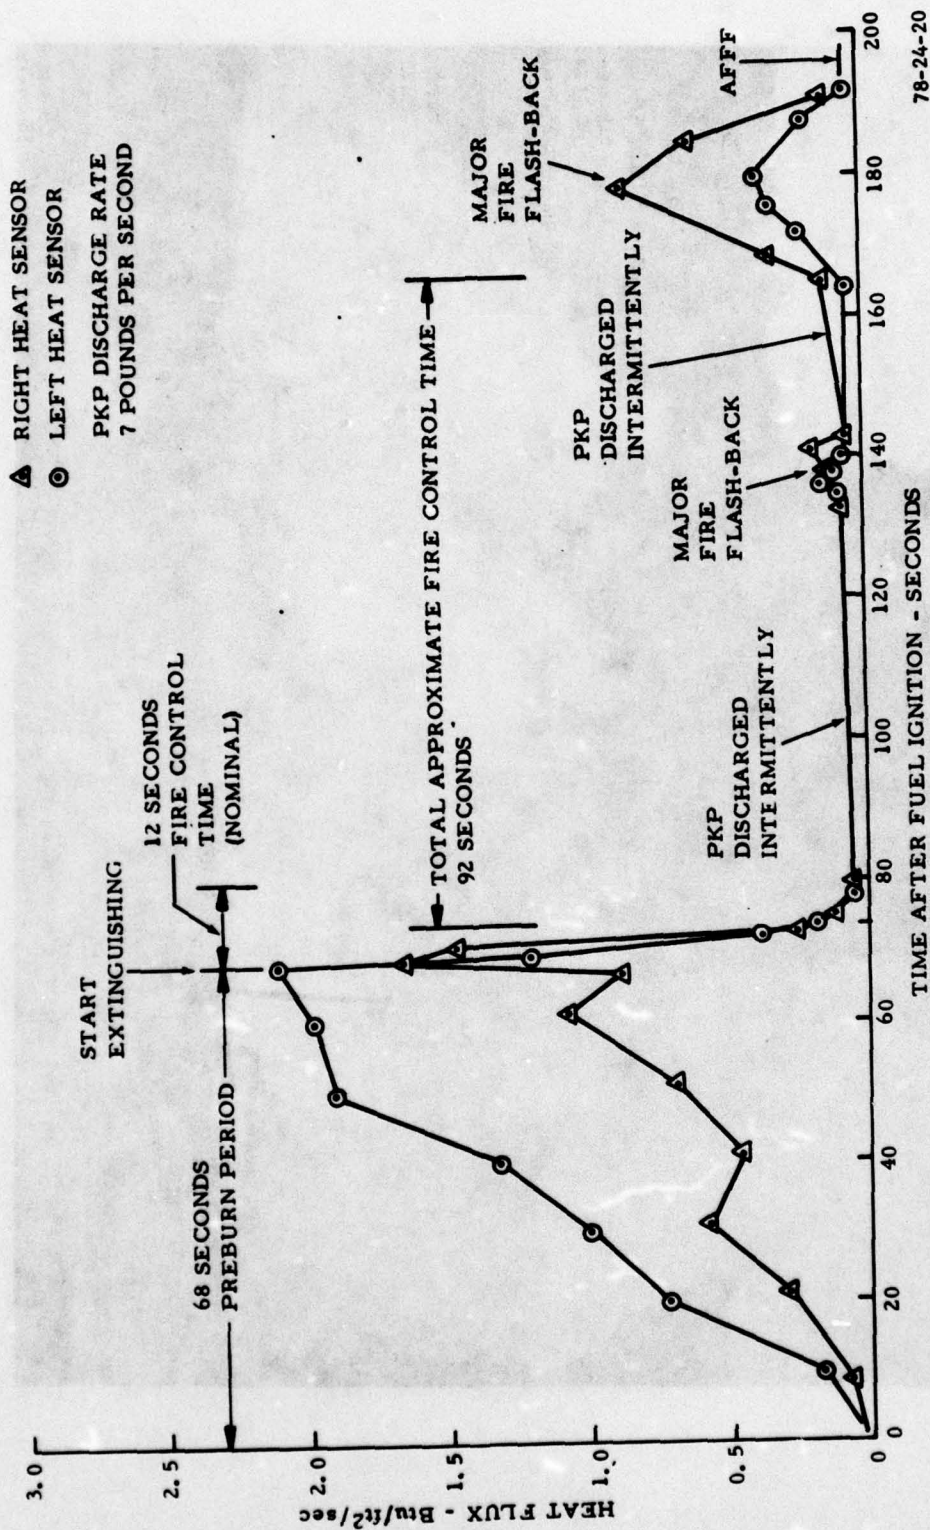 △ RIGHT HEAT SENSOR
⊙ LEFT HEAT SENSOR
PKP DISCHARGE RATE
7 POUNDS PER SECOND
START
EXTINGUISHING
12 SECONDS
FIRE CONTROL
TIME
(NOMINAL)
68 SECONDS
PREBURN PERIOD
TOTAL APPROXIMATE FIRE CONTROL TIME
92 SECONDS
MAJOR
FIRE
FLASH-BACK
PKP
DISCHARGED
INTERMITTENTLY
MAJOR
FIRE
FLASH-BACK
PKP
DISCHARGED
INTERMITTENTLY
AFFF
HEAT FLUX - Btu/ft²/sec
3.0
2.5
2.0
1.5
1.0
0.5
0
0
20
40
60
80
100
120
140
160
180
200
TIME AFTER FUEL IGNITION - SECONDS
78-24-20